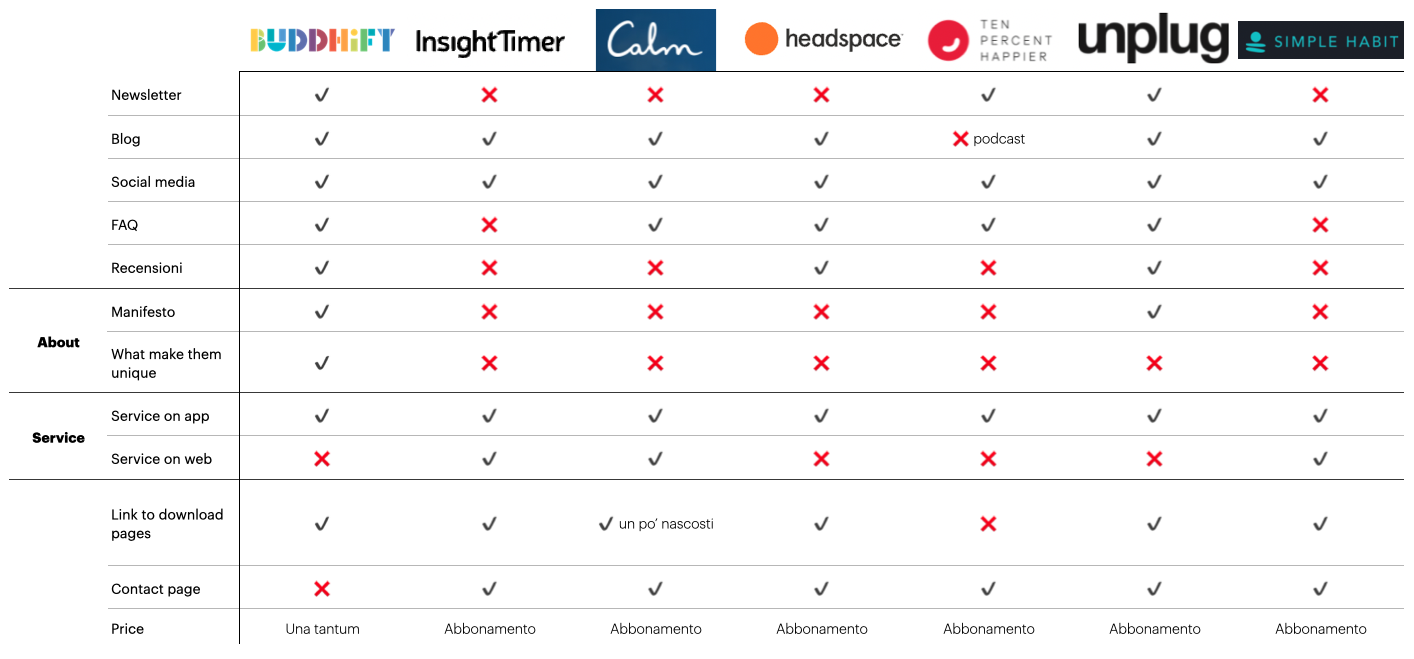 BUDDHiFY InsightTimer Calm headspace TEN PERCENT HAPPIER unplug SIMPLE HABIT
Newsletter ✓ ✗ ✗ ✗ ✓ ✓ ✗
Blog ✓ ✓ ✓ ✓ ✗ podcast ✓ ✓
Social media ✓ ✓ ✓ ✓ ✓ ✓ ✓
FAQ ✓ ✗ ✓ ✓ ✓ ✓ ✗
Recensioni ✓ ✗ ✗ ✓ ✗ ✓ ✗
About
Manifesto ✓ ✗ ✗ ✗ ✗ ✓ ✗
What make them
unique ✓ ✗ ✗ ✗ ✗ ✗ ✗
Service
Service on app ✓ ✓ ✓ ✓ ✓ ✓ ✓
Service on web ✗ ✓ ✓ ✗ ✗ ✗ ✓
Link to download
pages ✓ ✓ ✓ un po’ nascosti ✓ ✗ ✓ ✓
Contact page ✗ ✓ ✓ ✓ ✓ ✓ ✓
Price Una tantum Abbonamento Abbonamento Abbonamento Abbonamento Abbonamento Abbonamento